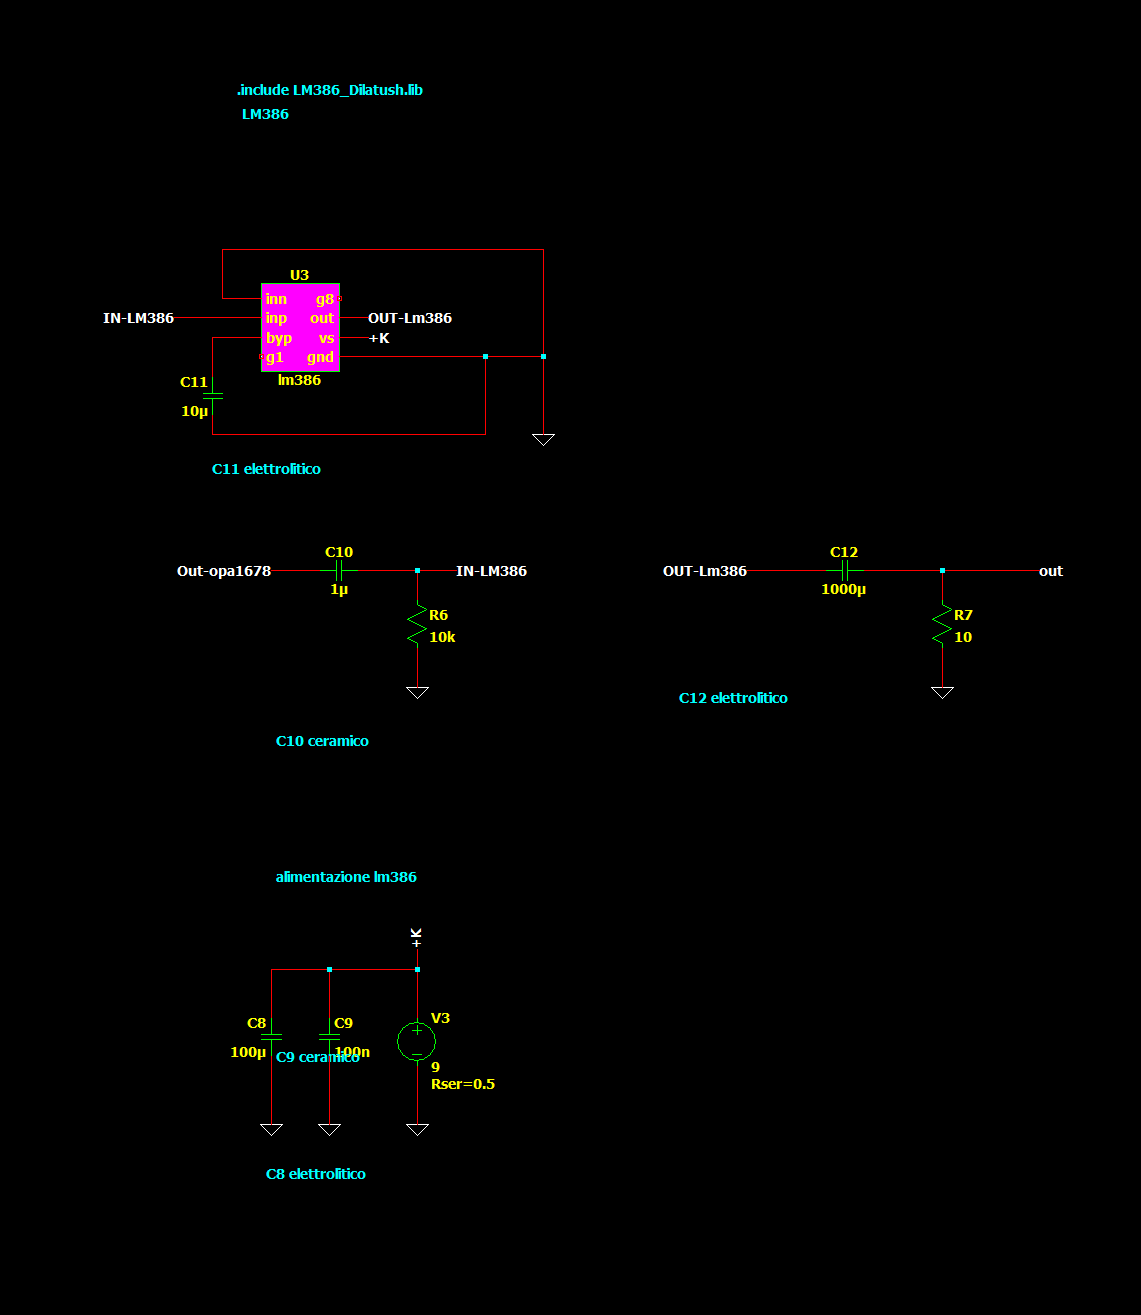 .include LM386_Dilatush.lib
LM386
U3
inn
g8
IN-LM386
inp
out
OUT-Lm386
byp
vs
+K
g1
gnd
lm386
C11
10µ
C11 elettrolitico
C10
Out-opa1678
IN-LM386
1µ
R6
10k
C10 ceramico
C12
OUT-Lm386
out
1000µ
R7
10
C12 elettrolitico
alimentazione lm386
+K
C8
100µ
C9
100n
C9 ceramico
V3
9
Rser=0.5
C8 elettrolitico